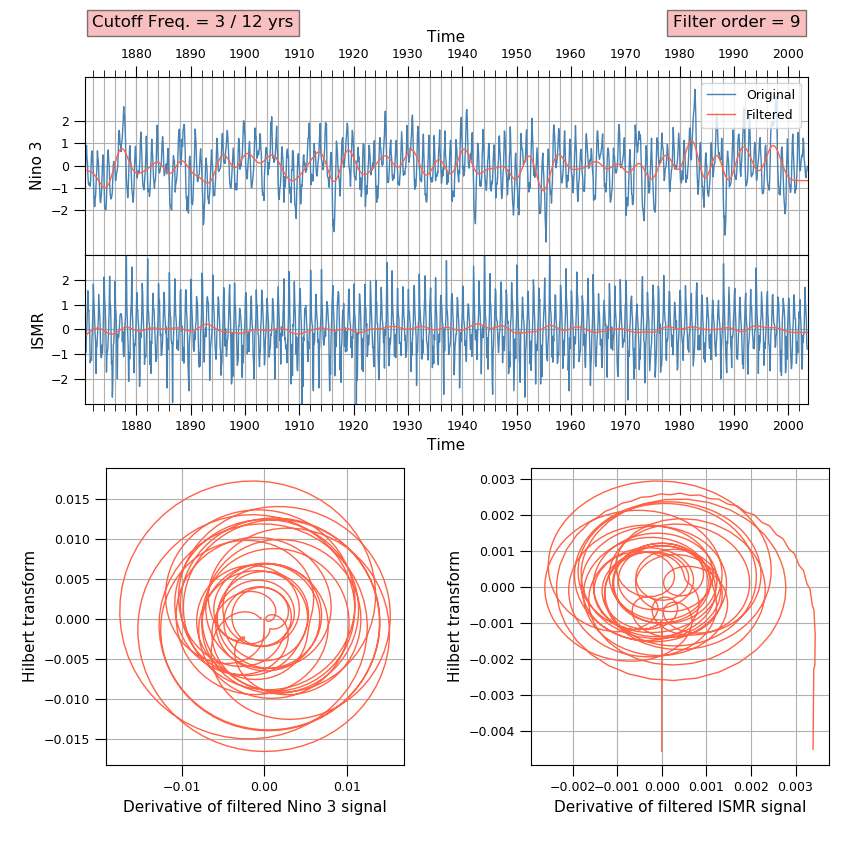 Cutoff Freq. = 3 / 12 yrs
Filter order = 9
Time
1880 1890 1900 1910 1920 1930 1940 1950 1960 1970 1980 1990 2000
Original
Filtered
Nino 3
2
1
0
−1
−2
ISMR
2
1
0
−1
−2
1880 1890 1900 1910 1920 1930 1940 1950 1960 1970 1980 1990 2000
Time
Hilbert transform
0.015
0.010
0.005
0.000
−0.005
−0.010
−0.015
−0.01 0.00 0.01
Derivative of filtered Nino 3 signal
Hilbert transform
0.003
0.002
0.001
0.000
−0.001
−0.002
−0.003
−0.004
−0.002 −0.001 0.000 0.001 0.002 0.003
Derivative of filtered ISMR signal